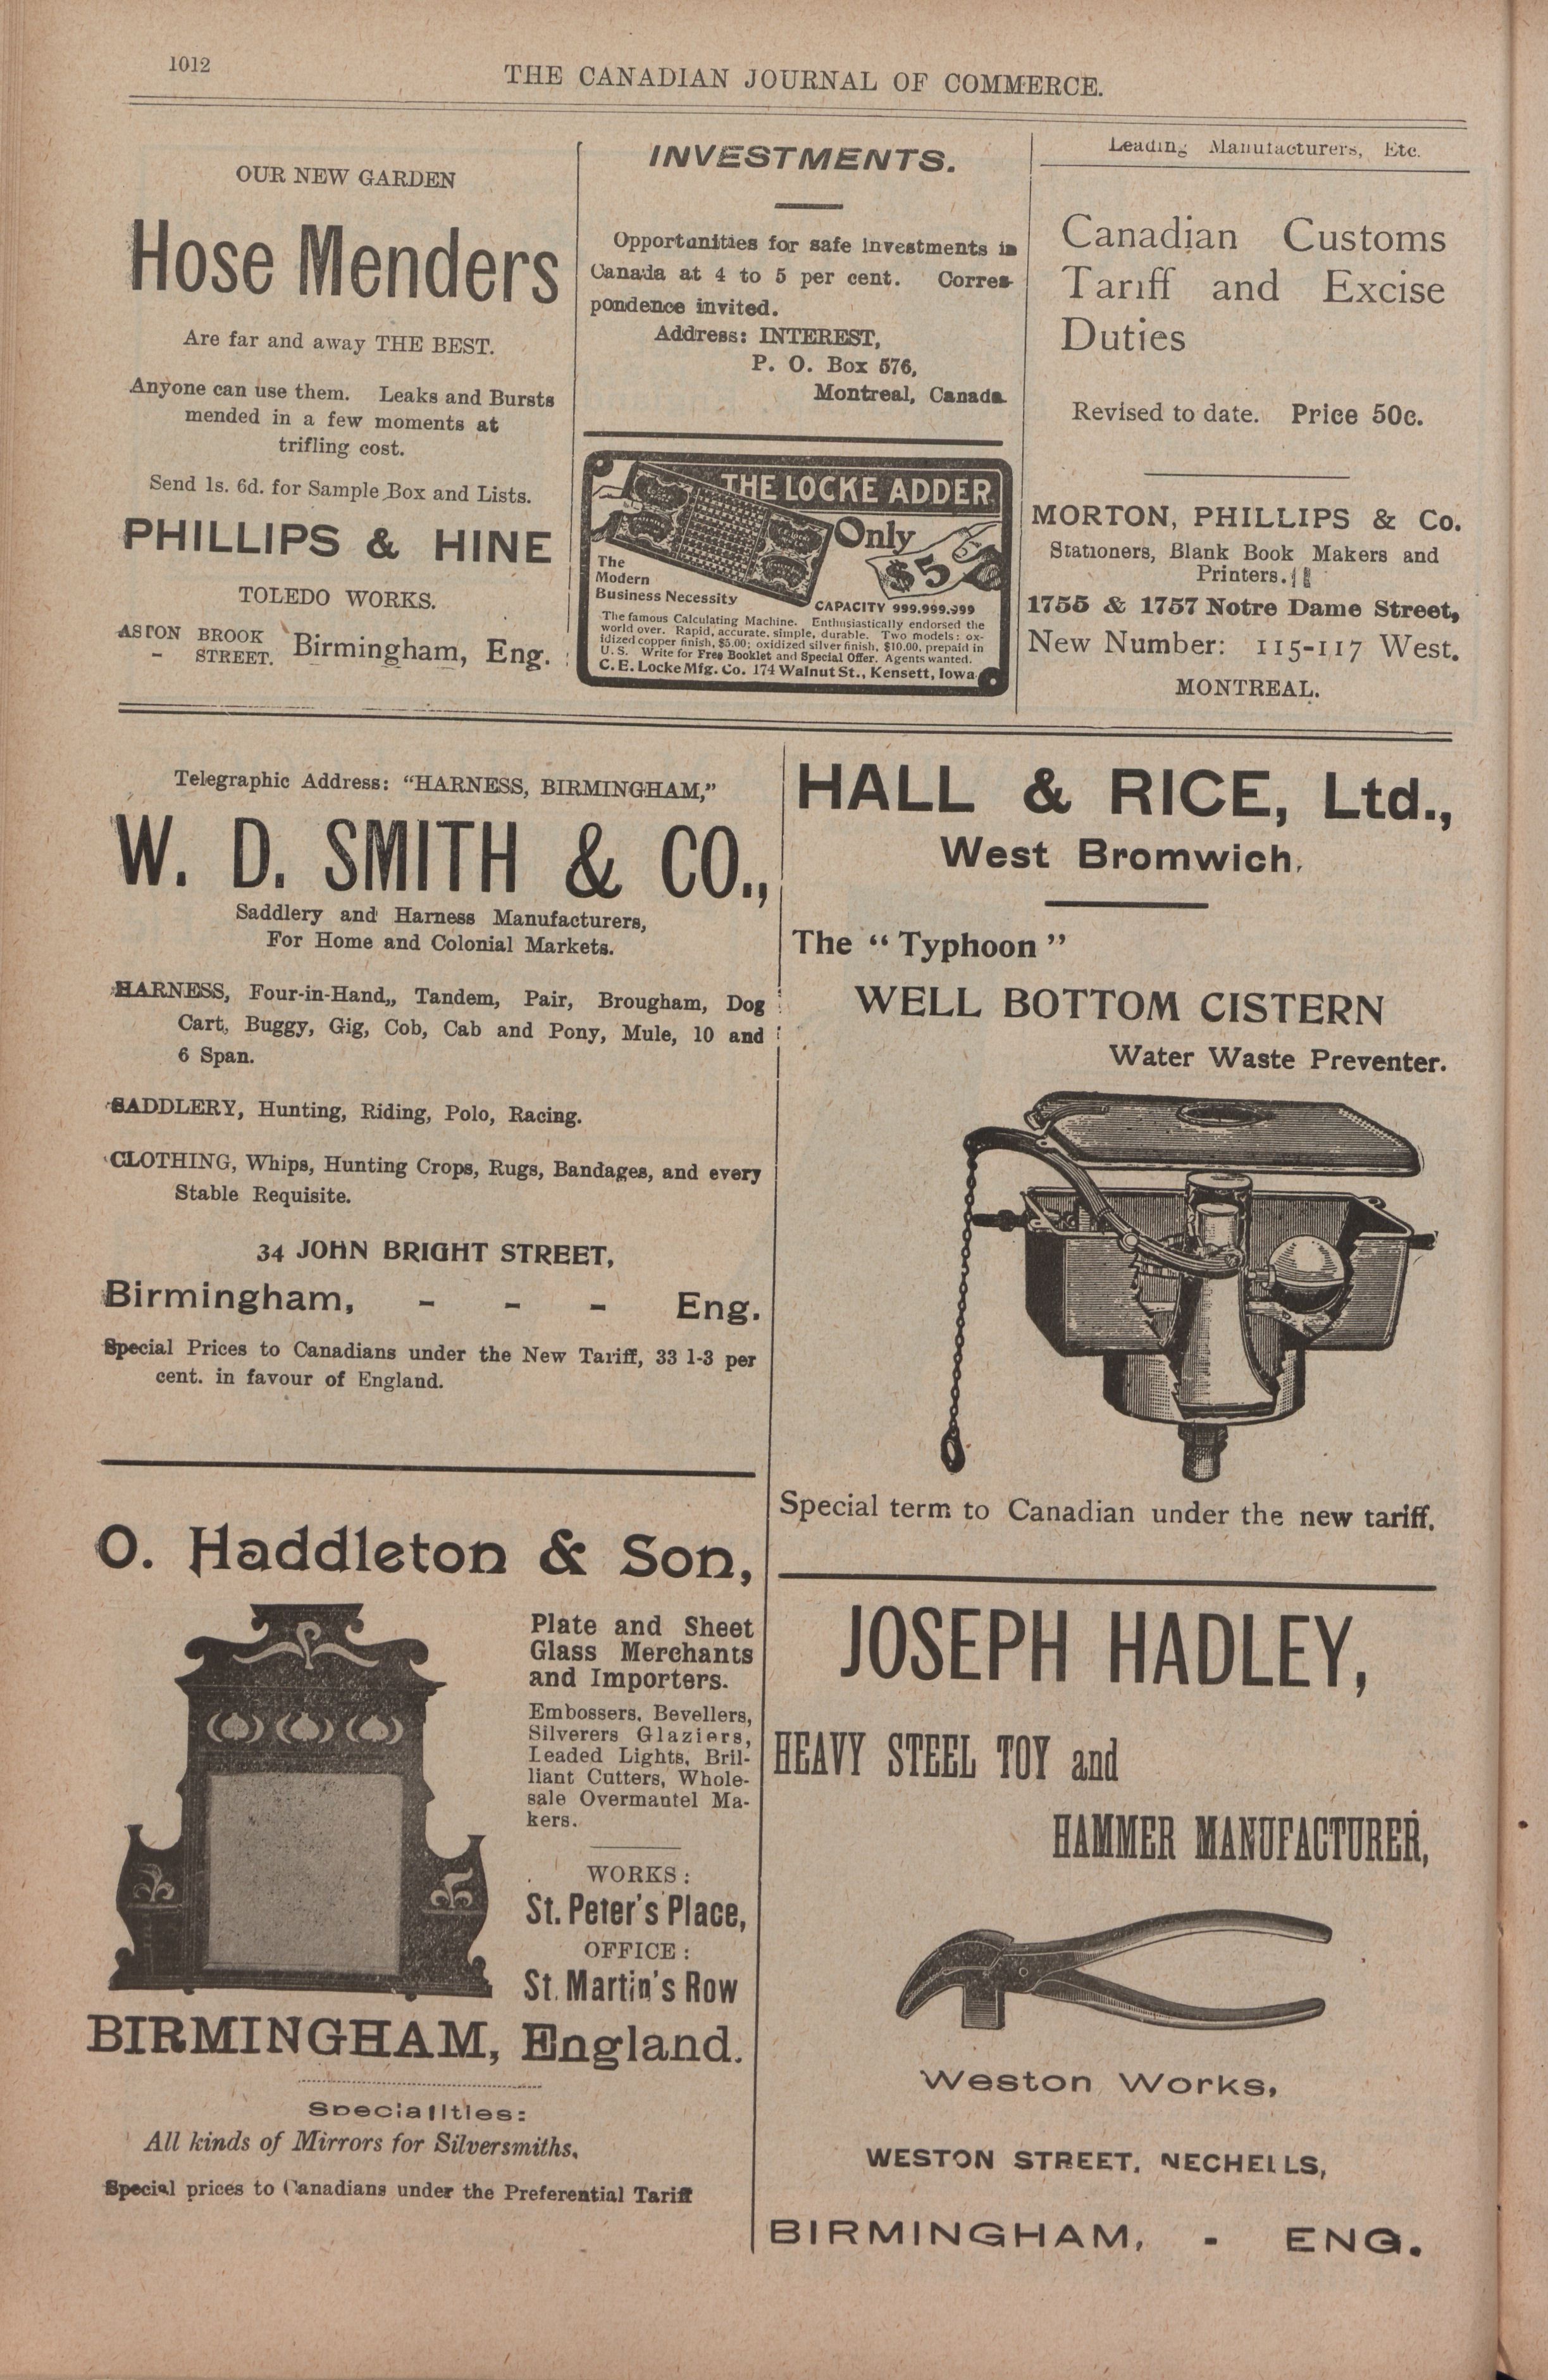 1012
THE CANADIAN JOURNAL OF COMMERCE.
OUR NEW GARDEN
Hose Menders
Are far and away THE BEST.
Anyone can use them. Leaks and Bursts
mended in a few moments at
trifling cost.
Send 1s. 6d. for Sample Box and Lists.
PHILLIPS & HINE
TOLEDO WORKS.
ASTON BROOK
- STREET. Birmingham, Eng.
INVESTMENTS.
Opportunities for safe investments in
Canada at 4 to 5 per cent. Corres-
pondence invited.
Address: INTEREST,
P. O. Box 576,
Montreal, Canada.
THE LOCKE ADDER
Only
$5
The
Modern
Business Necessity
CAPACITY 999.999.999
The famous Calculating Machine. Enthusiastically endorsed the
world over. Rapid, accurate, simple, durable. Two models: ox-
idized copper finish, $5.00; oxidized silver finish, $10.00, prepaid in
U. S. Write for Free Booklet and Special Offer. Agents wanted.
C. E. Locke Mfg. Co. 174 Walnut St., Kensett, Iowa
Leading Manufacturers, Etc.
Canadian Customs
Tariff and Excise
Duties
Revised to date. Price 50c.
MORTON, PHILLIPS & Co.
Stationers, Blank Book Makers and
Printers.
1755 & 1757 Notre Dame Street,
New Number: 115-117 West.
MONTREAL.
Telegraphic Address: "HARNESS, BIRMINGHAM,"
W. D. SMITH & CO.,
Saddlery and Harness Manufacturers,
For Home and Colonial Markets.
HARNESS, Four-in-Hand,, Tandem, Pair, Brougham, Dog
Cart, Buggy, Gig, Cob, Cab and Pony, Mule, 10 and
6 Span.
SADDLERY, Hunting, Riding, Polo, Racing.
CLOTHING, Whips, Hunting Crops, Rugs, Bandages, and every
Stable Requisite.
34 JOHN BRIGHT STREET,
Birmingham, - - - Eng.
Special Prices to Canadians under the New Tariff, 33 1-3 per
cent. in favour of England.
O. Haddleton & Son,
Plate and Sheet
Glass Merchants
and Importers.
Embossers, Bevellers,
Silverers Glaziers,
Leaded Lights, Bril-
liant Cutters, Whole-
sale Overmantel Ma-
kers.
WORKS:
St. Peter's Place,
OFFICE:
St. Martin's Row
BIRMINGHAM, England.
Specialities:
All kinds of Mirrors for Silversmiths.
Special prices to Canadians under the Preferential Tariff
HALL & RICE, Ltd.,
West Bromwich.
The "Typhoon"
WELL BOTTOM CISTERN
Water Waste Preventer.
Special term to Canadian under the new tariff.
JOSEPH HADLEY,
HEAVY STEEL TOY and
HAMMER MANUFACTURER,
Weston Works,
WESTON STREET, NECHELLS,
BIRMINGHAM, - ENG.